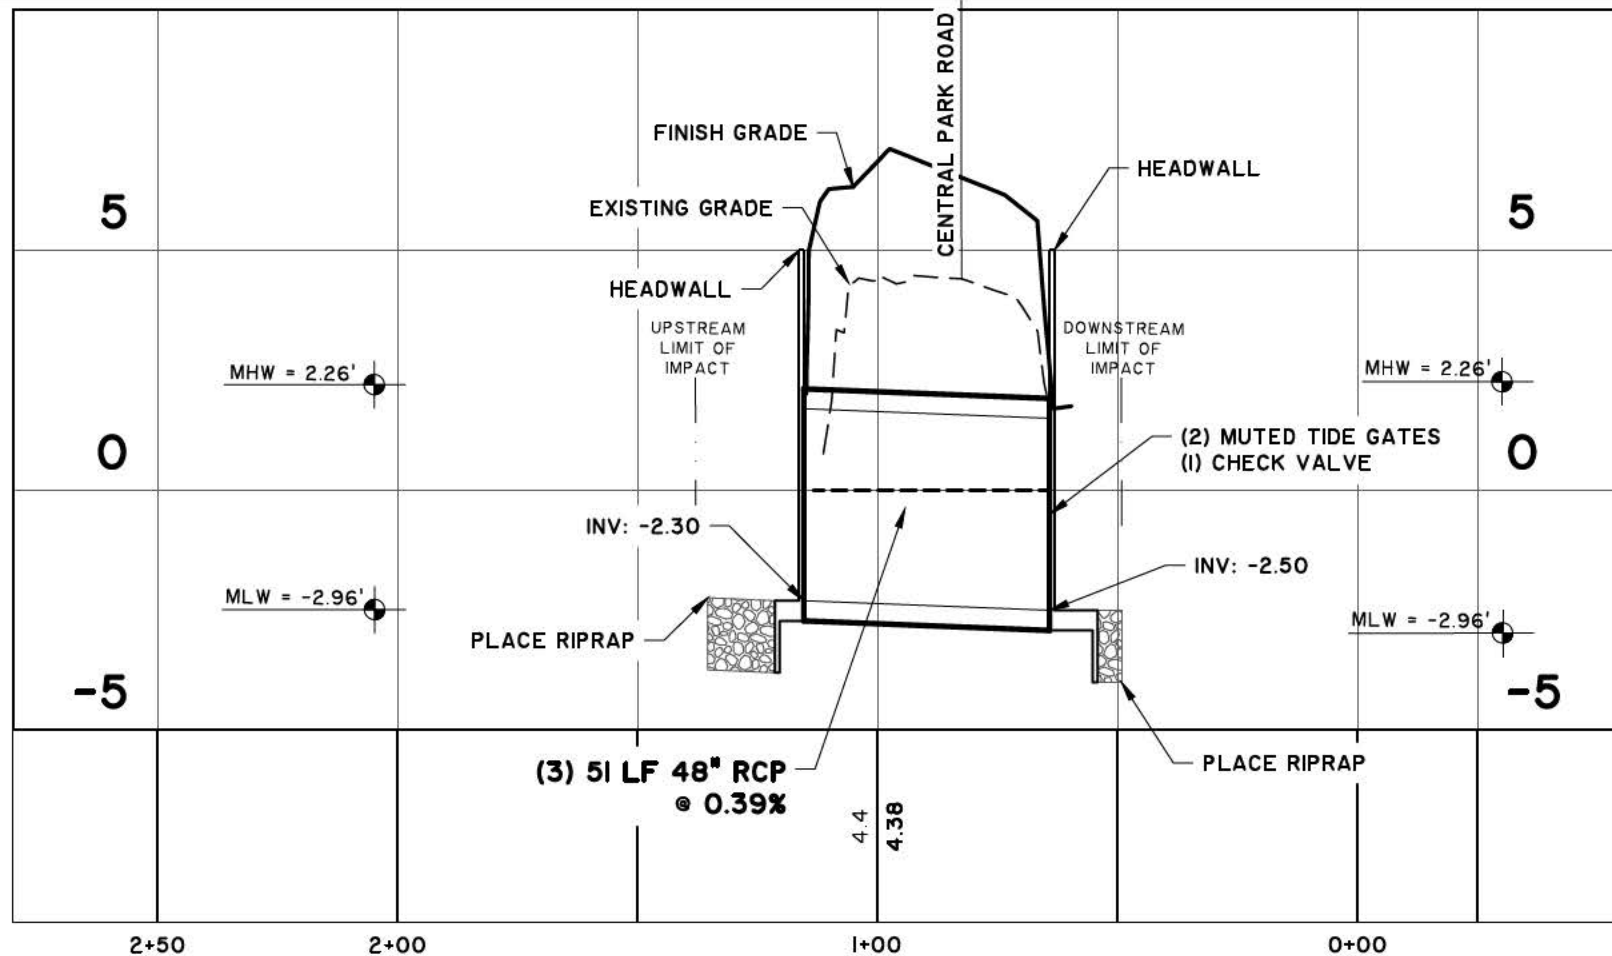 CENTRAL PARK ROAD
FINISH GRADE
HEADWALL
5
EXISTING GRADE
5
HEADWALL
UPSTREAM
LIMIT OF
IMPACT
DOWNSTREAM
LIMIT OF
IMPACT
MHW = 2.26'
MHW = 2.26'
0
(2) MUTED TIDE GATES
(1) CHECK VALVE
0
INV: -2.30
INV: -2.50
MLW = -2.96'
MLW = -2.96'
PLACE RIPRAP
-5
-5
(3) 51 LF 48" RCP
@ 0.39%
PLACE RIPRAP
4.4
4.38
2+50
2+00
1+00
0+00